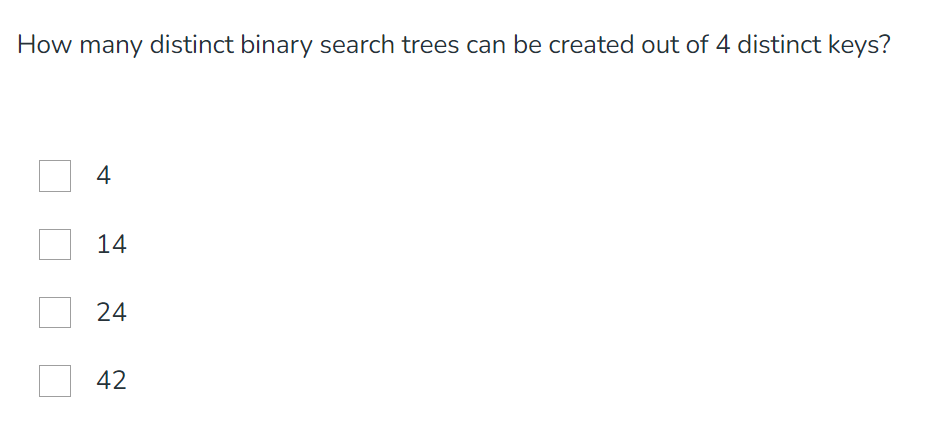 How many distinct binary search trees can be created out of 4 distinct keys?
4
14
24
42